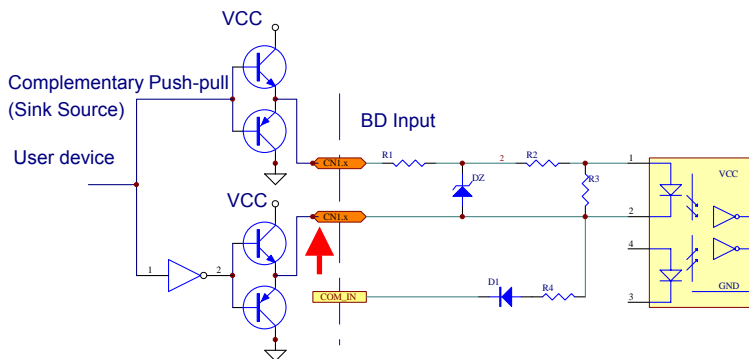 VCC
Complementary Push-pull
(Sink Source)
BD Input
User device
CN1.x
R1
2
R2
1
DZ
R3
VCC
VCC
CN1.x
2
4
1
2
D1
R4
COM_IN
3
GND